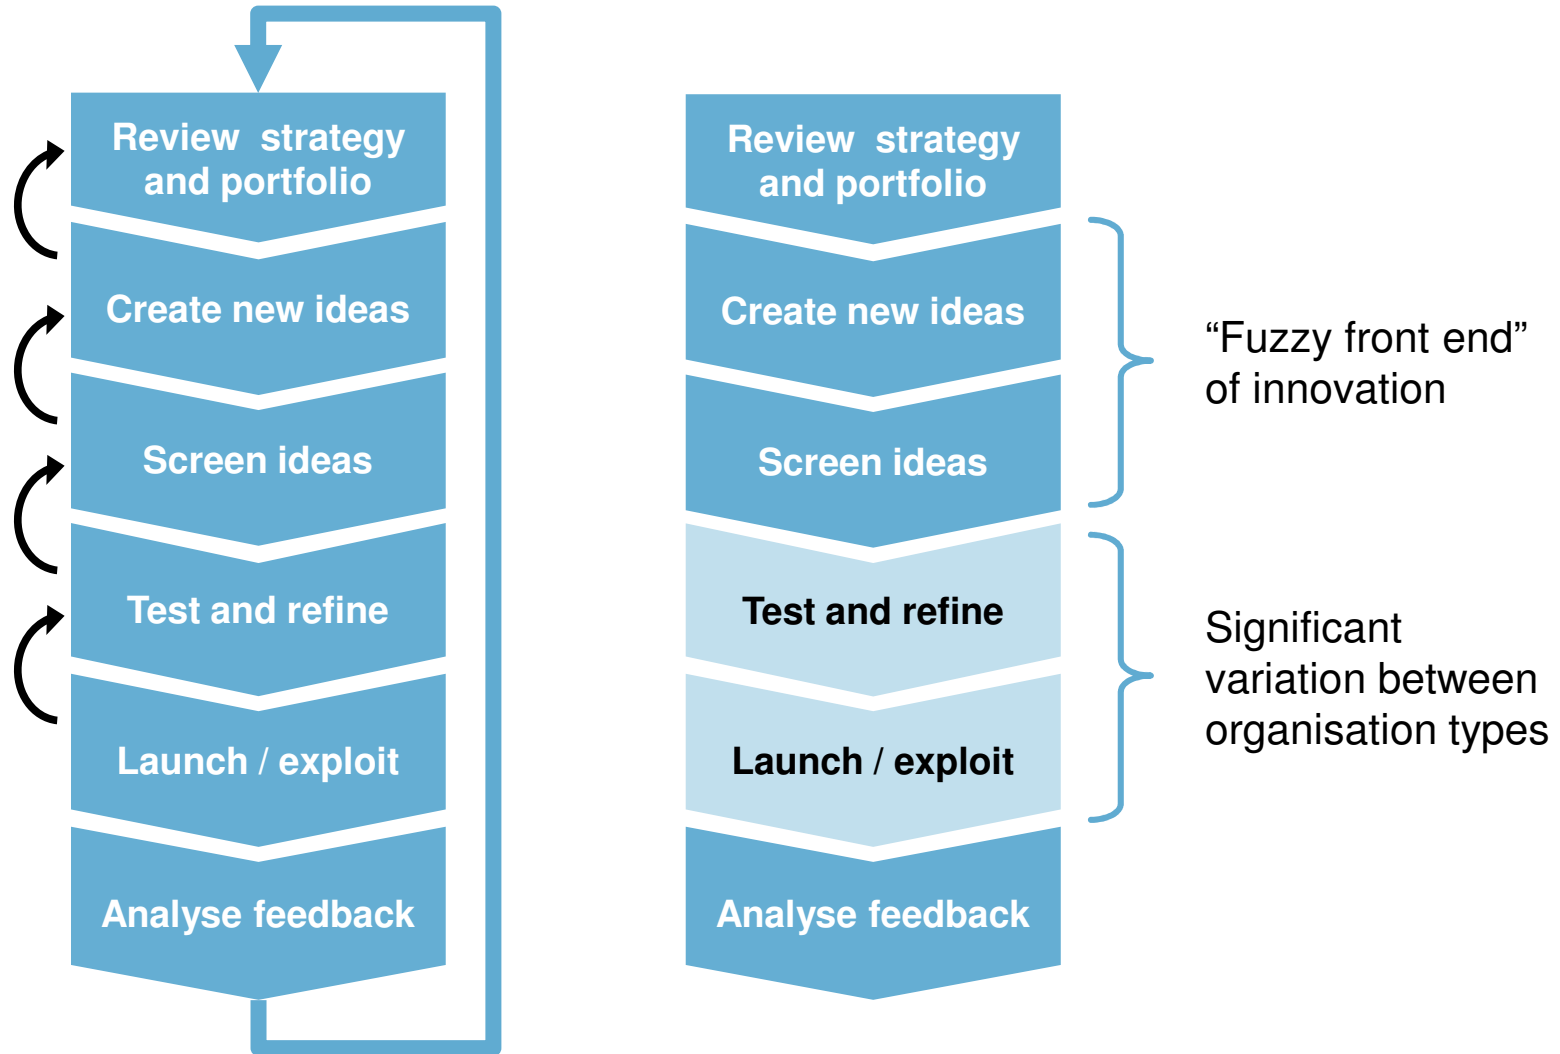 Review strategy
and portfolio
Create new ideas
Screen ideas
Test and refine
Launch / exploit
Analyse feedback
Review strategy
and portfolio
Create new ideas
Screen ideas
Test and refine
Launch / exploit
Analyse feedback
“Fuzzy front end”
of innovation
Significant
variation between
organisation types